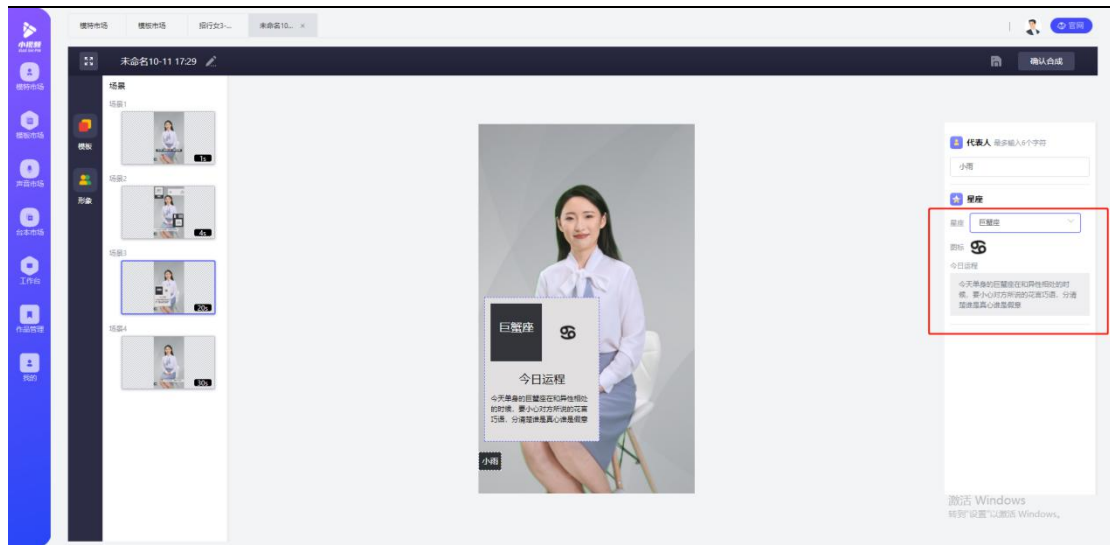 模特市场
模板市场
招行女3-...
未命名10... ×
官网
小视频
未命名10-11 17:29
确认合成
模特市场
模板市场
声音市场
台本市场
工作台
作品管理
我的
模板
形象
场景
场景1
1s
场景2
4s
场景3
20s
场景4
30s
巨蟹座
♋
今日运程
今天单身的巨蟹座在和异性相处
的时候，要小心对方所说的花言
巧语，分清楚谁是真心谁是假意
小雨
代表人 最多输入6个字符
小雨
星座
星座 巨蟹座
图标 ♋
今日运程
今天单身的巨蟹座在和异性相处的时
候，要小心对方所说的花言巧语，分清
楚谁是真心谁是假意
激活 Windows
转到"设置"以激活 Windows。